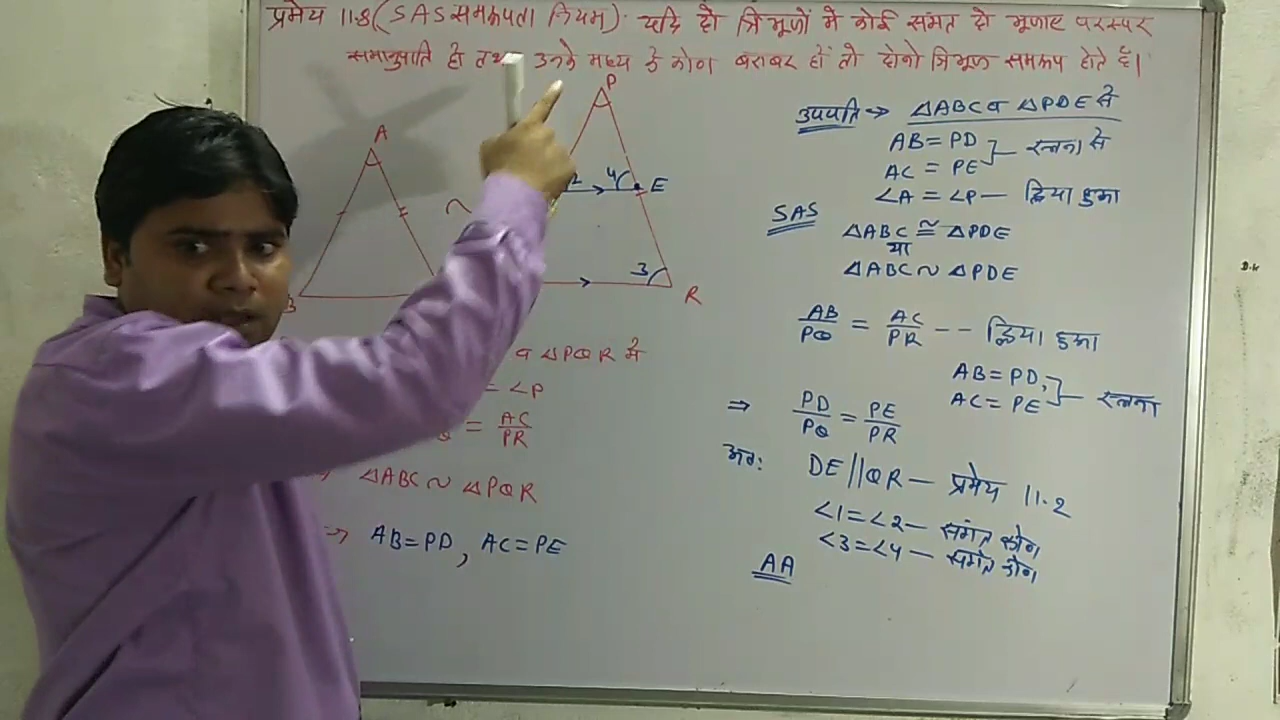 प्रमेय 11.8 (SAS समरूपता नियम). यदि दो त्रिभुजों में कोई संगत दो भुजाएं परस्पर
समानुपाति हो तथा उनके मध्य के कोण बराबर हों तो दोनो त्रिभुज समरूप होते हैं।
P
A
~
2
4
E
3
B
R
व △PQR में
= ∠P
= AC/PR
△ABC ~ △PQR
⇒ AB=PD, AC=PE
उपपति → △ABC व △PDE से
AB = PD
AC = PE } — रचना से
∠A = ∠P — दिया हुआ
SAS
△ABC ≅ △PDE
या
△ABC ~ △PDE
AB/PQ = AC/PR -- दिया हुआ
AB = PD,
AC = PE } — रचना
⇒ PD/PQ = PE/PR
अतः DE||QR — प्रमेय 11.2
∠1=∠2 — संगत कोण
∠3=∠4 — संगत कोण
AA